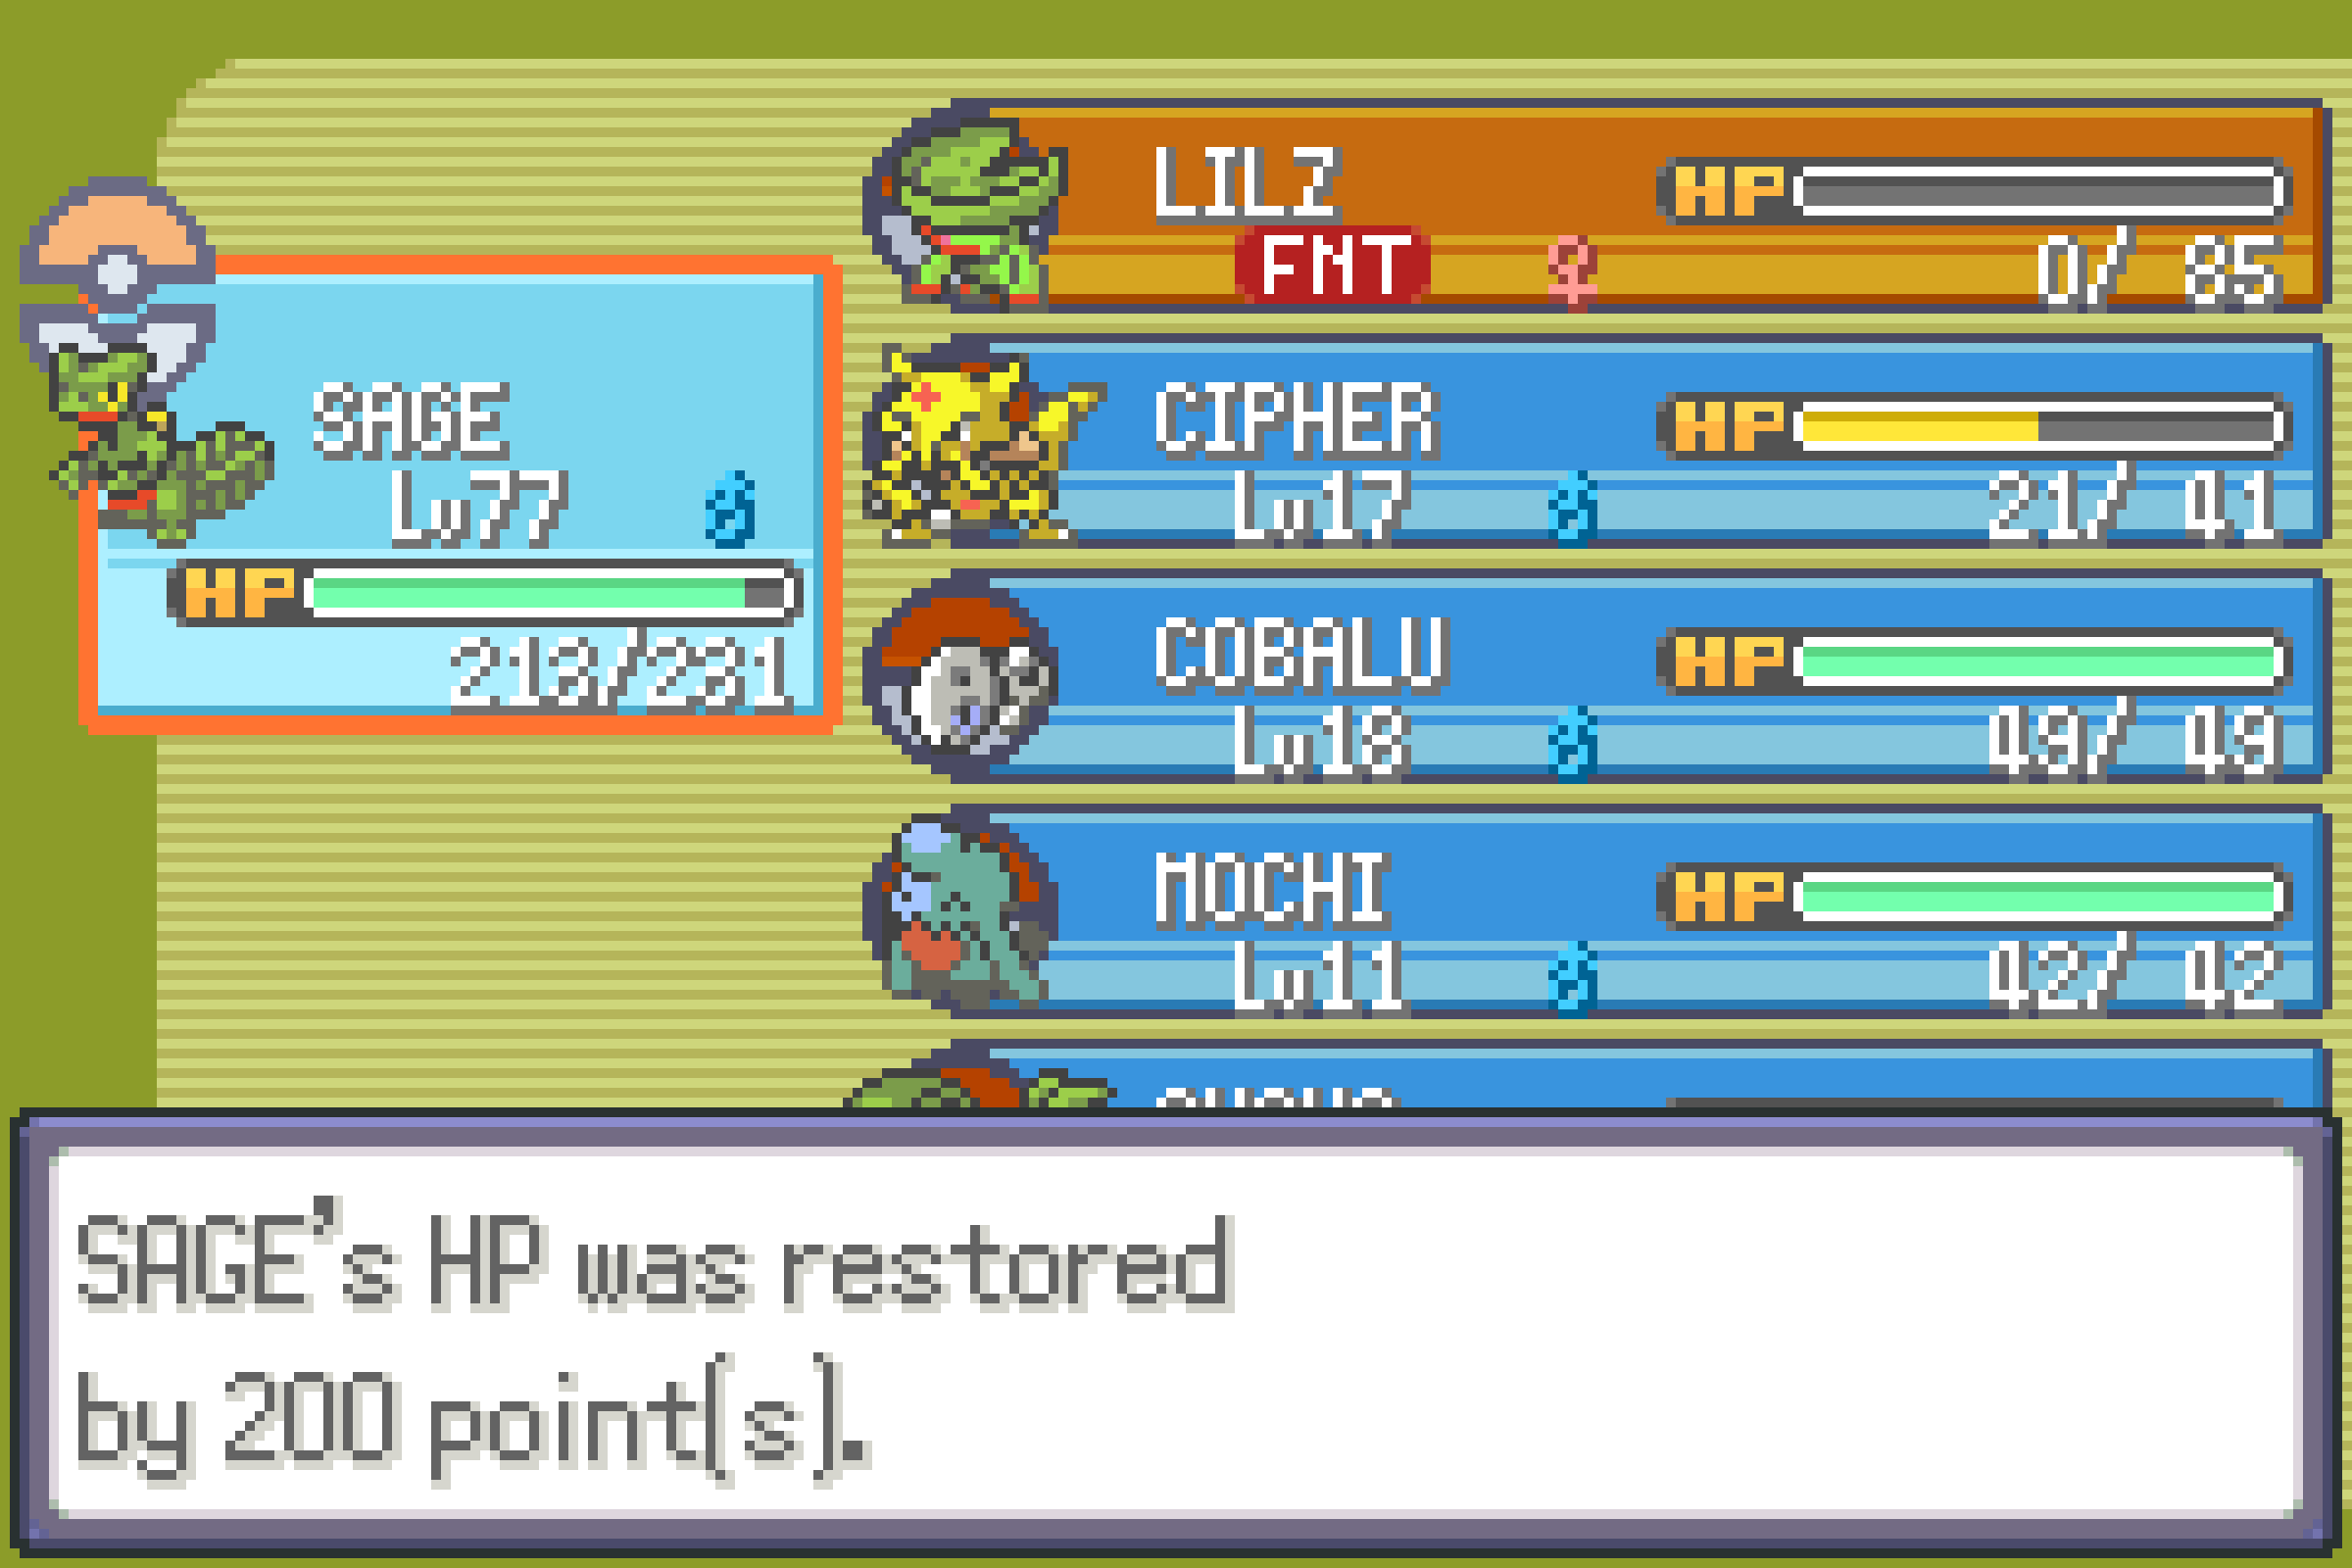 SAGE
Lv77 ♂
HP
213/231
LILZ
HP
FNT ♀
0/ 85
CIPHER
HP
Lv17 ♂
21/ 41
COBALU
HP
Lv18 ♂
49/ 49
MOCHI
HP
Lv11 ♂
42/ 42
SAGE's HP was restored
by 200 point(s).